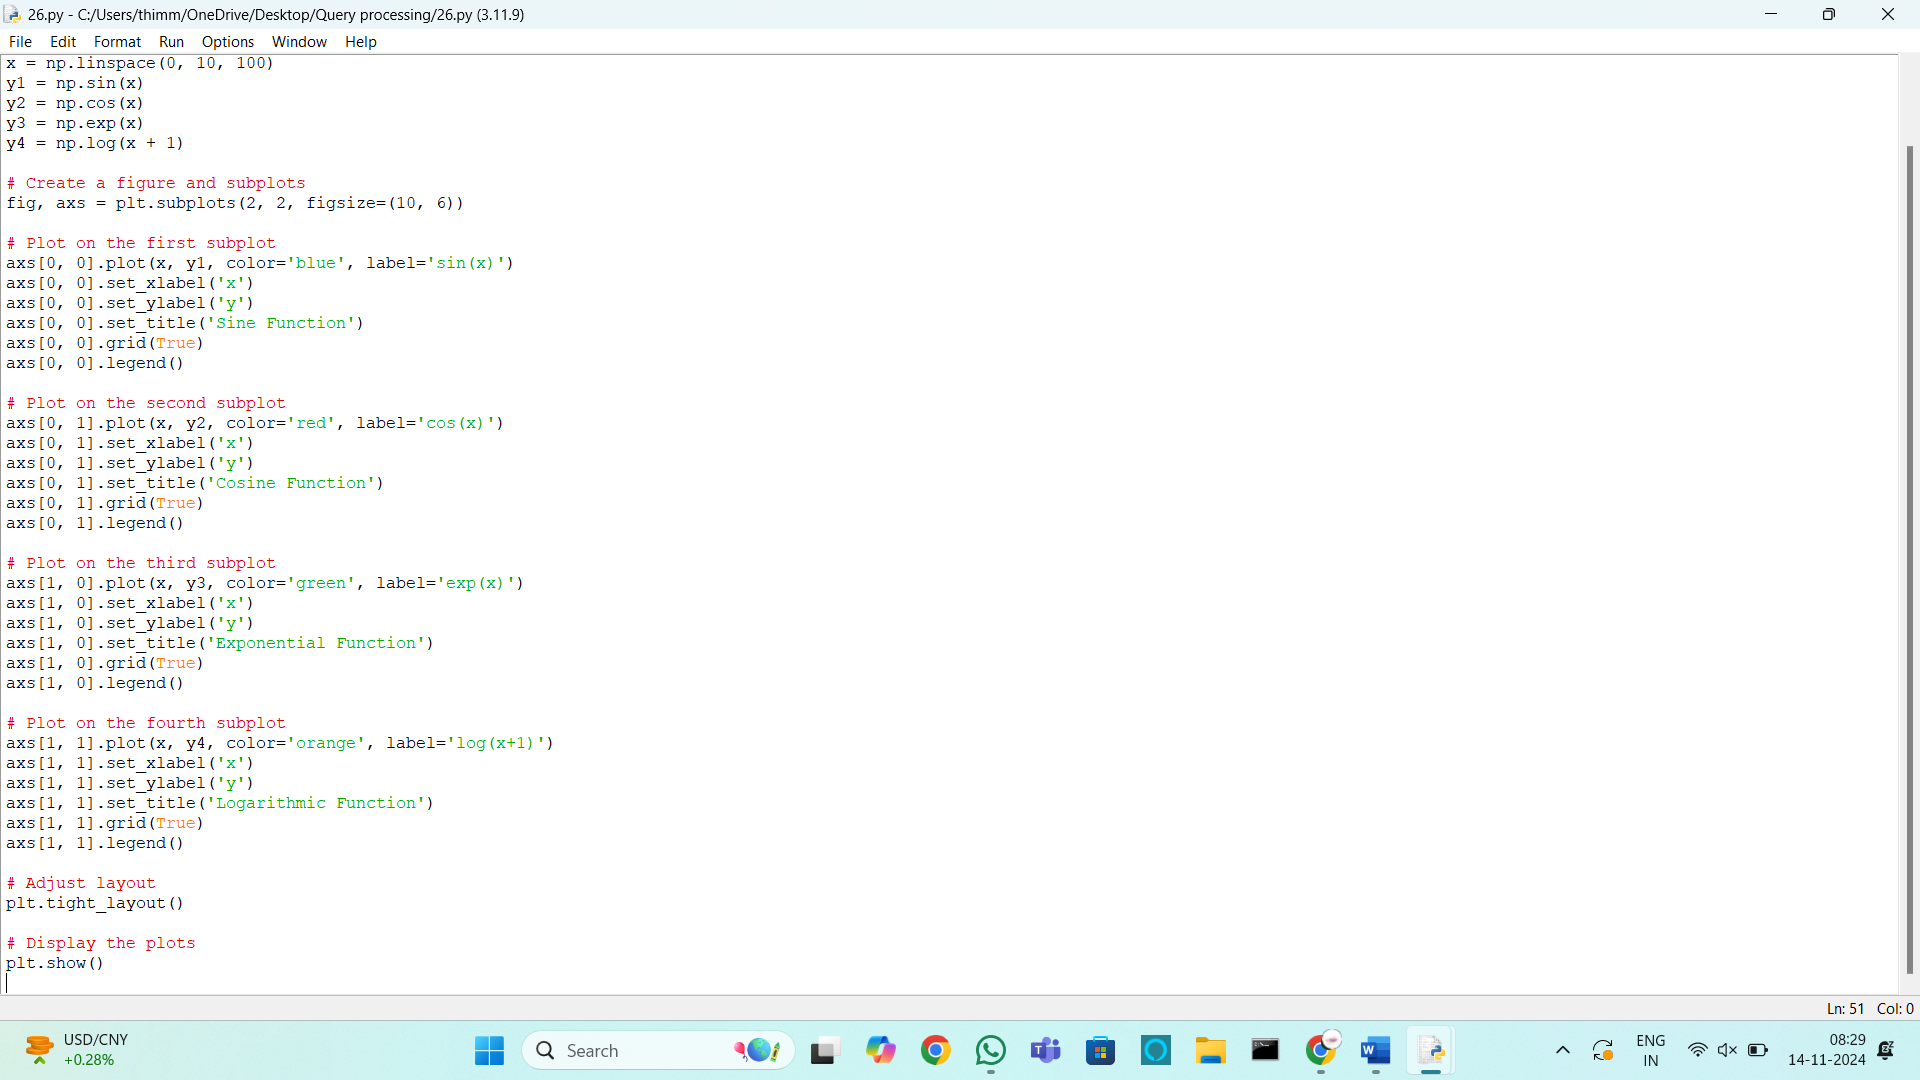 26.py - C:/Users/thimm/OneDrive/Desktop/Query processing/26.py (3.11.9)
File Edit Format Run Options Window Help
x = np.linspace(0, 10, 100)
y1 = np.sin(x)
y2 = np.cos(x)
y3 = np.exp(x)
y4 = np.log(x + 1)
# Create a figure and subplots
fig, axs = plt.subplots(2, 2, figsize=(10, 6))
# Plot on the first subplot
axs[0, 0].plot(x, y1, color='blue', label='sin(x)')
axs[0, 0].set_xlabel('x')
axs[0, 0].set_ylabel('y')
axs[0, 0].set_title('Sine Function')
axs[0, 0].grid(True)
axs[0, 0].legend()
# Plot on the second subplot
axs[0, 1].plot(x, y2, color='red', label='cos(x)')
axs[0, 1].set_xlabel('x')
axs[0, 1].set_ylabel('y')
axs[0, 1].set_title('Cosine Function')
axs[0, 1].grid(True)
axs[0, 1].legend()
# Plot on the third subplot
axs[1, 0].plot(x, y3, color='green', label='exp(x)')
axs[1, 0].set_xlabel('x')
axs[1, 0].set_ylabel('y')
axs[1, 0].set_title('Exponential Function')
axs[1, 0].grid(True)
axs[1, 0].legend()
# Plot on the fourth subplot
axs[1, 1].plot(x, y4, color='orange', label='log(x+1)')
axs[1, 1].set_xlabel('x')
axs[1, 1].set_ylabel('y')
axs[1, 1].set_title('Logarithmic Function')
axs[1, 1].grid(True)
axs[1, 1].legend()
# Adjust layout
plt.tight_layout()
# Display the plots
plt.show()
Ln: 51 Col: 0
USD/CNY
+0.28%
Search
ENG
IN
08:29
14-11-2024